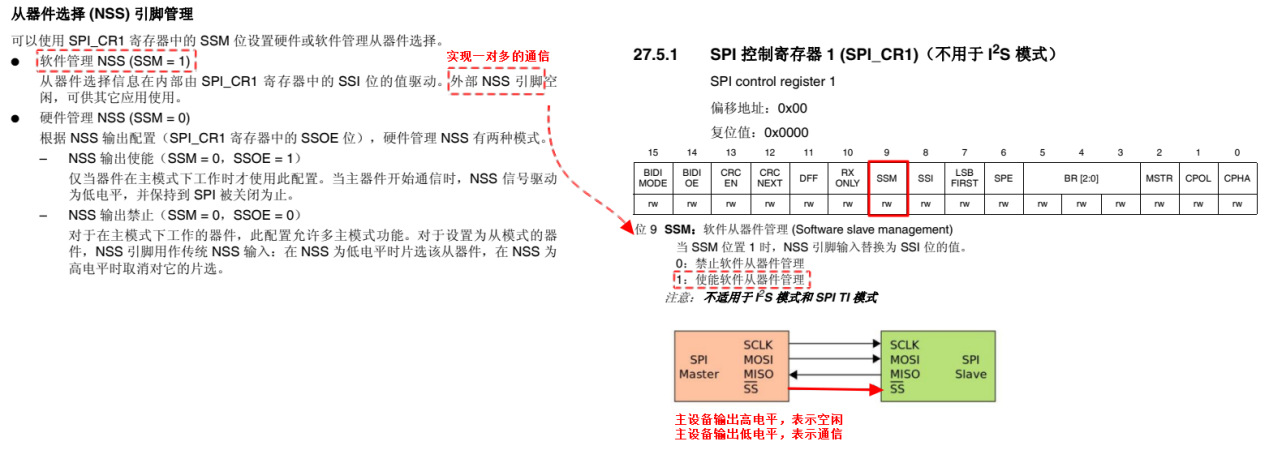 从器件选择 (NSS) 引脚管理
可以使用 SPI_CR1 寄存器中的 SSM 位设置硬件或软件管理从器件选择。
● 软件管理 NSS (SSM = 1)
实现一对多的通信
从器件选择信息在内部由 SPI_CR1 寄存器中的 SSI 位的值驱动。外部 NSS 引脚空
闲，可供其它应用使用。
● 硬件管理 NSS (SSM = 0)
根据 NSS 输出配置（SPI_CR1 寄存器中的 SSOE 位），硬件管理 NSS 有两种模式。
– NSS 输出使能（SSM = 0，SSOE = 1）
仅当器件在主模式下工作时才使用此配置。当主器件开始通信时，NSS 信号驱动
为低电平，并保持到 SPI 被关闭为止。
– NSS 输出禁止（SSM = 0，SSOE = 0）
对于在主模式下工作的器件，此配置允许多主模式功能。对于设置为从模式的器
件，NSS 引脚用作传统 NSS 输入：在 NSS 为低电平时片选该从器件，在 NSS 为
高电平时取消对它的片选。
27.5.1 SPI 控制寄存器 1 (SPI_CR1)（不用于 I²S 模式）
SPI control register 1
偏移地址：0x00
复位值：0x0000
15 14 13 12 11 10 9 8 7 6 5 4 3 2 1 0
BIDI MODE BIDI OE CRC EN CRC NEXT DFF RX ONLY SSM SSI LSB FIRST SPE BR [2:0] MSTR CPOL CPHA
rw rw rw rw rw rw rw rw rw rw rw rw rw rw rw rw
位 9 SSM：软件从器件管理 (Software slave management)
当 SSM 位置 1 时，NSS 引脚输入替换为 SSI 位的值。
0：禁止软件从器件管理
1：使能软件从器件管理
注意：不适用于 I²S 模式和 SPI TI 模式
SPI Master
SCLK
MOSI
MISO
SS
SCLK
MOSI
MISO
SS
SPI Slave
主设备输出高电平，表示空闲
主设备输出低电平，表示通信